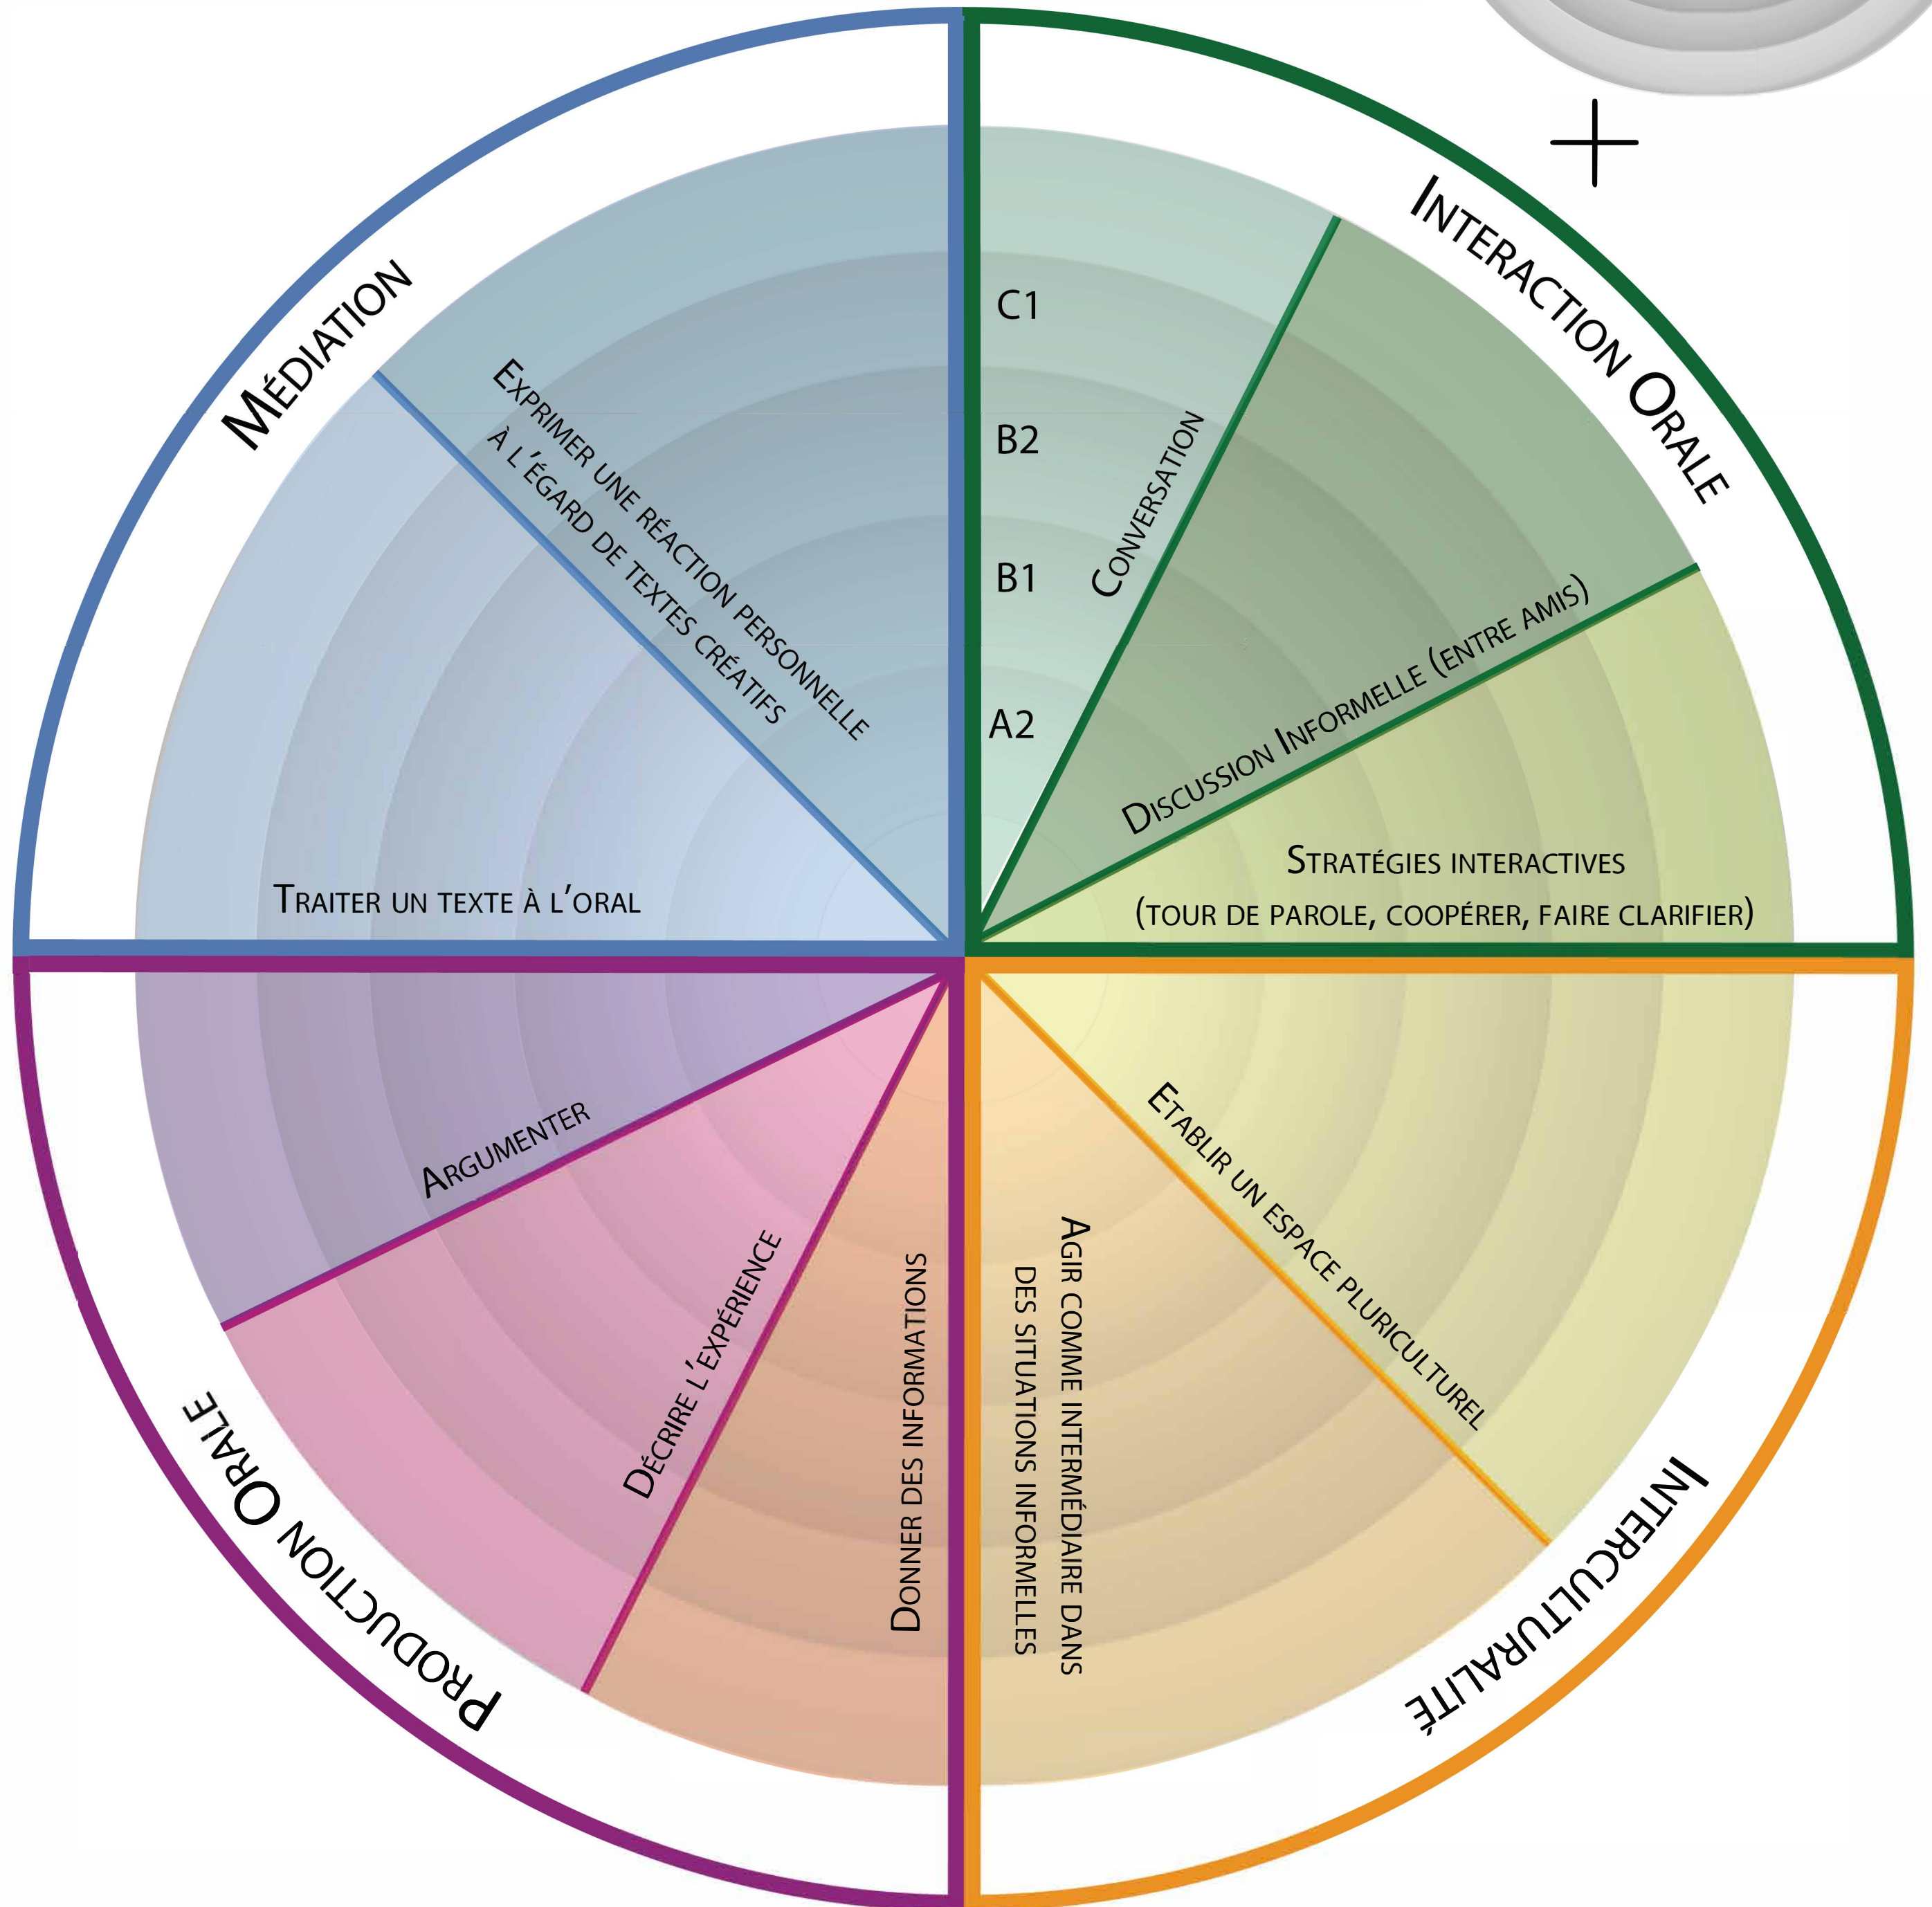 Médiation
Interaction Orale
Exprimer une réaction personnelle
à l'égard de textes créatifs
Traiter un texte à l'oral
C1
B2
B1
A2
Conversation
Discussion Informelle (entre amis)
Stratégies interactives
(tour de parole, coopérer, faire clarifier)
Argumenter
Décrire l'expérience
Donner des informations
Production Orale
Etablir un espace pluriculturel
Agir comme intermédiaire dans
des situations informelles
Interculturalité